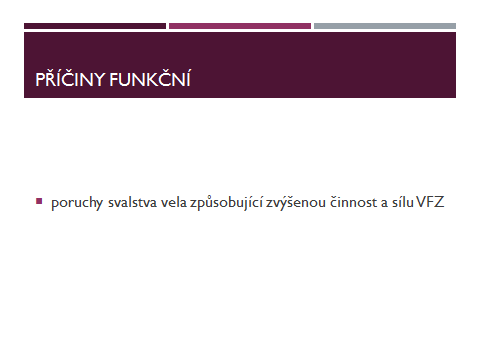 PŘÍČINY FUNKČNÍ
poruchy svalstva vela způsobující zvýšenou činnost a sílu VFZ